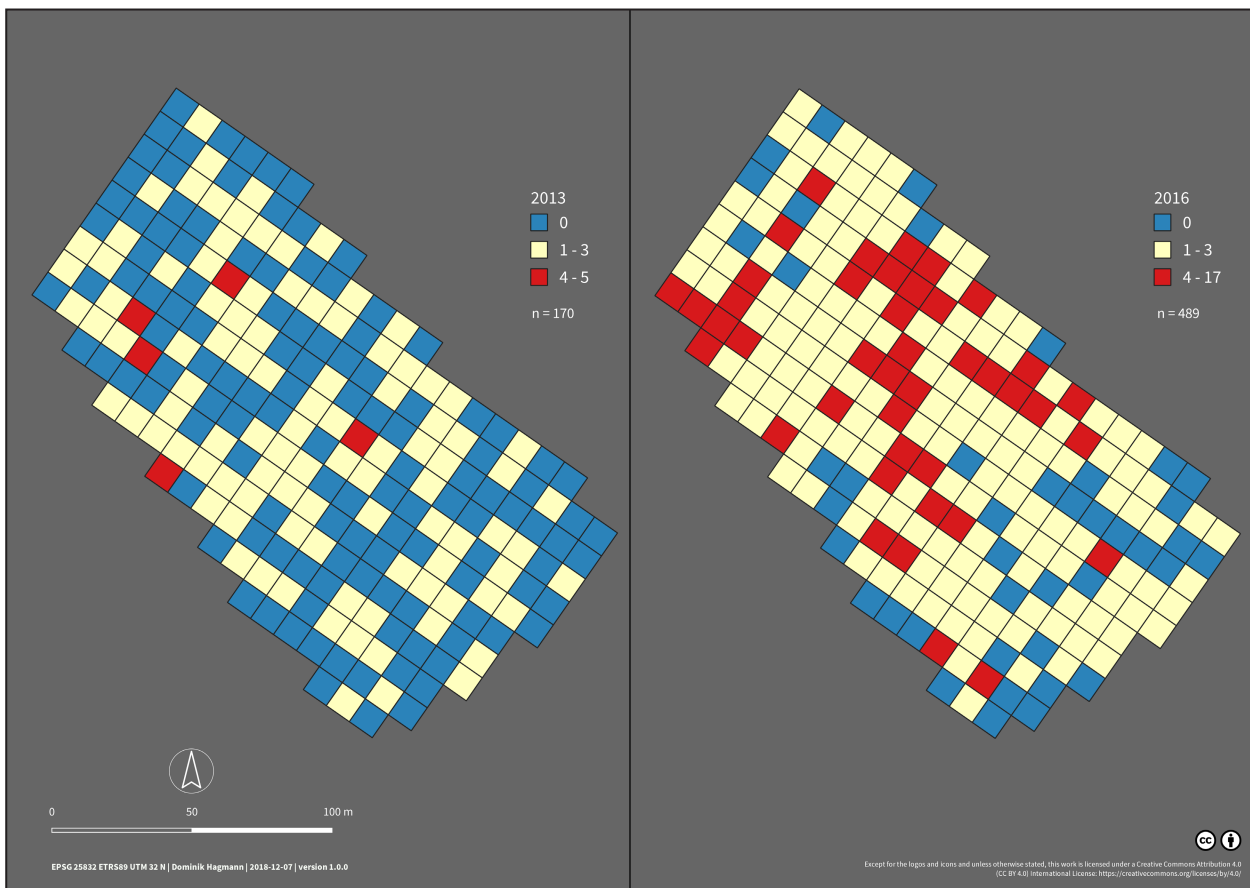 2013
0
1 - 3
4 - 5
n = 170
2016
0
1 - 3
4 - 17
n = 489
0 50 100 m
EPSG 25832 ETRS89 UTM 32 N | Dominik Hagmann | 2018-12-07 | version 1.0.0
cc
Except for the logos and icons and unless otherwise stated, this work is licensed under a Creative Commons Attribution 4.0
(CC BY 4.0) International License: https://creativecommons.org/licenses/by/4.0/